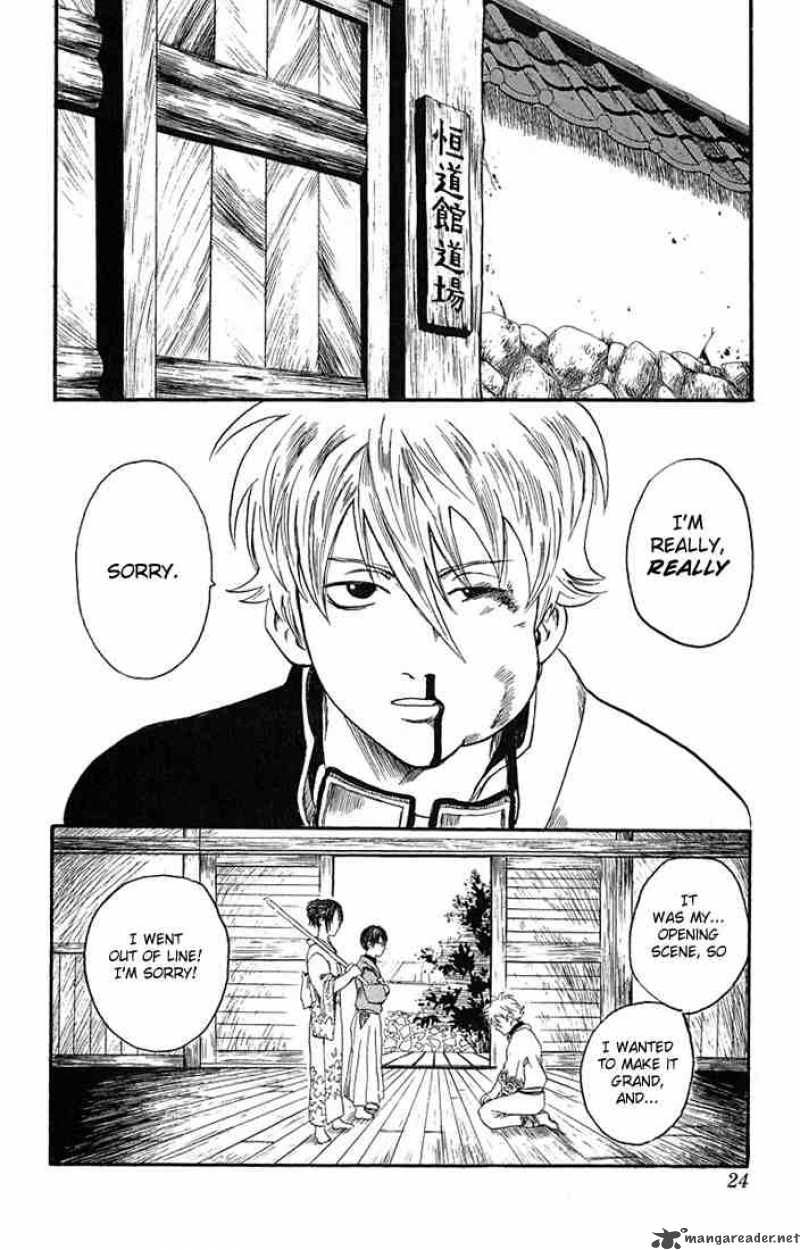 恒道館道場
I'M
REALLY,
REALLY
SORRY.
IT
WAS MY...
OPENING
SCENE, SO
I WANTED
TO MAKE IT
GRAND,
AND...
I WENT
OUT OF LINE!
I'M SORRY!
24
mangareader.net